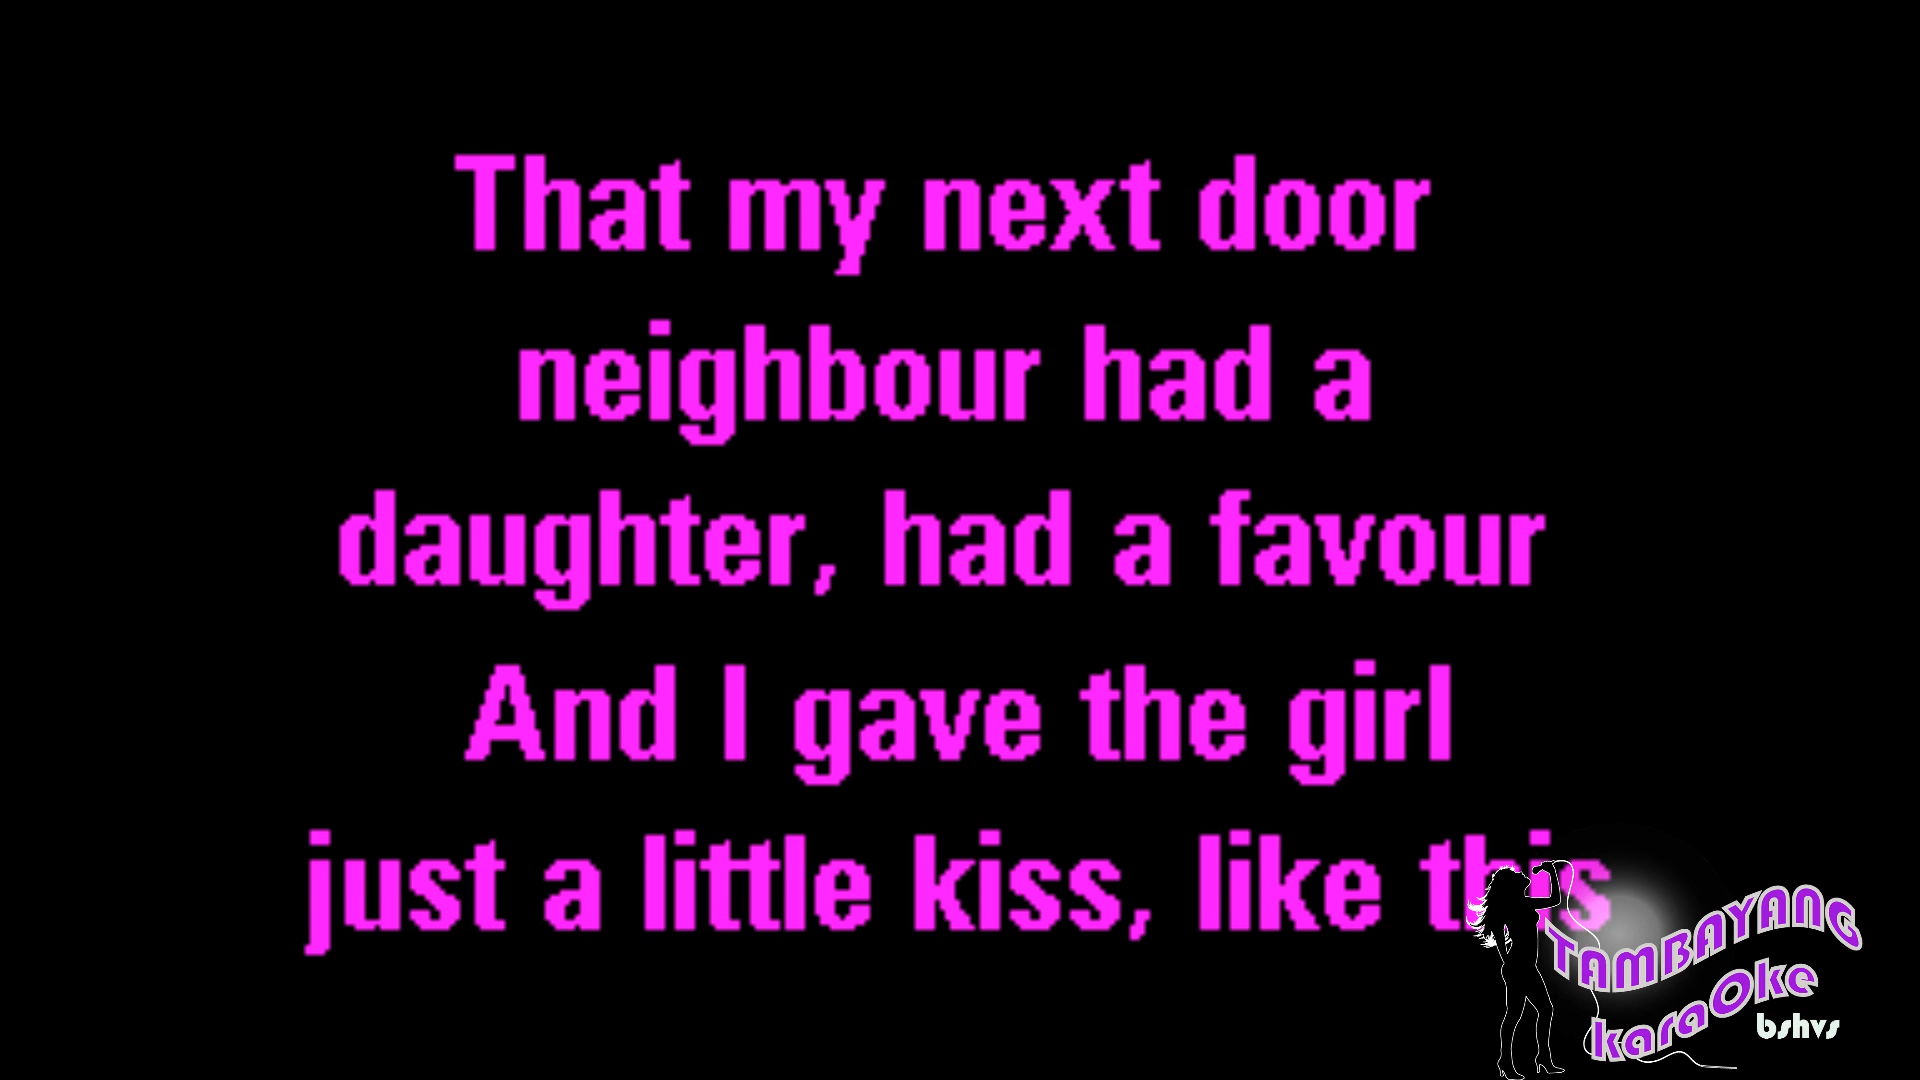 That my next door
neighbour had a
daughter, had a favour
And I gave the girl
just a little kiss, like this
TAMBAYANG
karaOke
bshvs